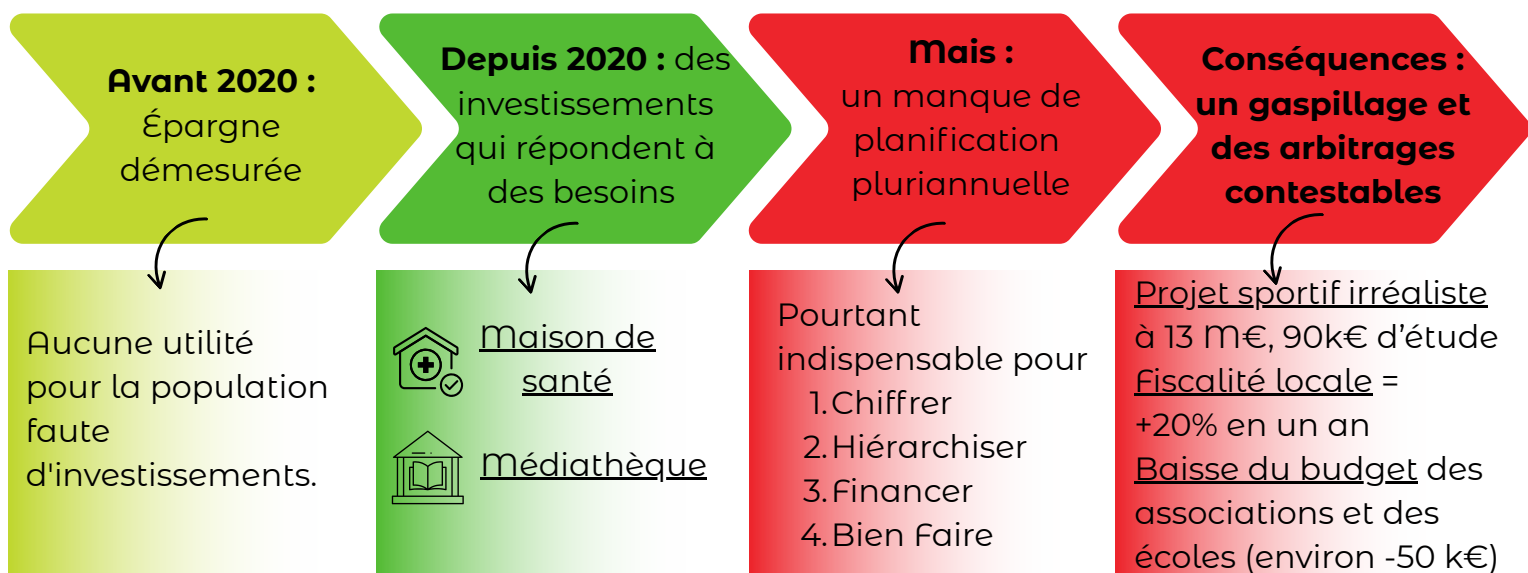 Avant 2020 :
Épargne
démesurée
Depuis 2020 : des
investissements
qui répondent à
des besoins
Mais :
un manque de
planification
pluriannuelle
Conséquences :
un gaspillage et
des arbitrages
contestables
Aucune utilité
pour la population
faute
d'investissements.
Maison de
santé
Médiathèque
Pourtant
indispensable pour
1. Chiffrer
2. Hiérarchiser
3. Financer
4. Bien Faire
Projet sportif irréaliste
à 13 M€, 90k€ d’étude
Fiscalité locale =
+20% en un an
Baisse du budget des
associations et des
écoles (environ -50 k€)